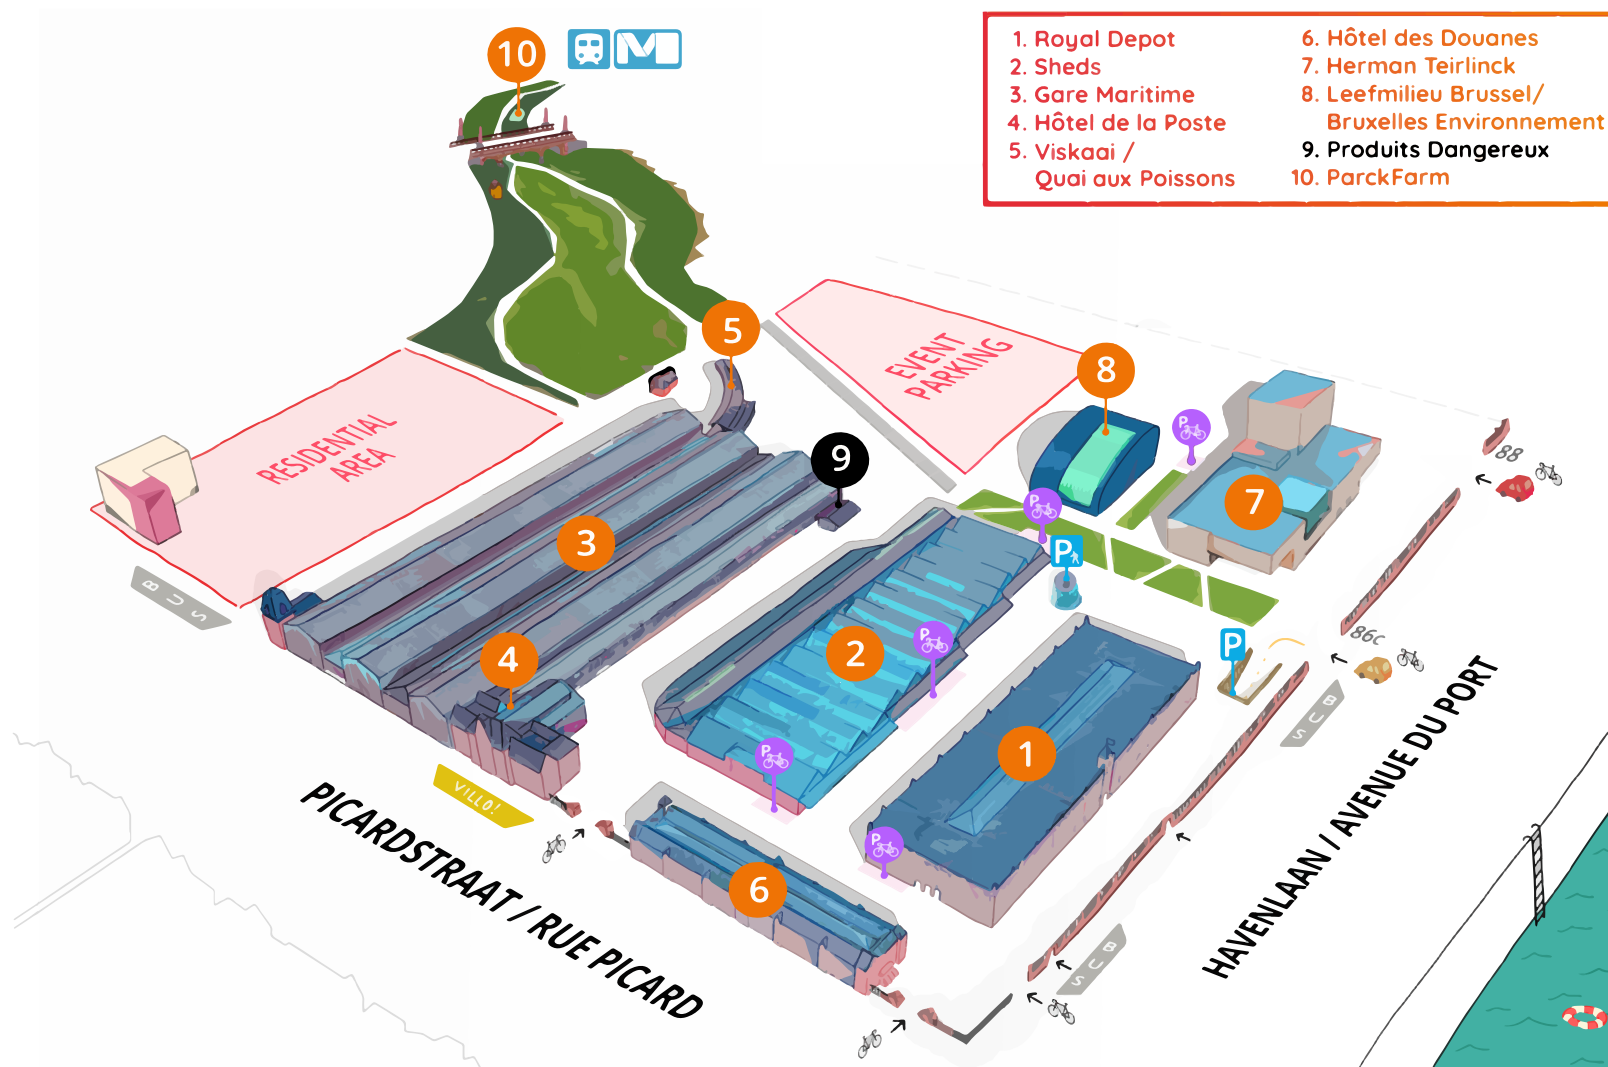 10
M
1. Royal Depot
2. Sheds
3. Gare Maritime
4. Hôtel de la Poste
5. Viskaai /
Quai aux Poissons
6. Hôtel des Douanes
7. Herman Teirlinck
8. Leefmilieu Brussel/
Bruxelles Environnement
9. Produits Dangereux
10. ParckFarm
5
EVENT
PARKING
8
RESIDENTIAL
AREA
P
9
88
7
P
3
P
BUS
86c
4
2
P
P
BUS
1
P
VILLO!
P
6
PICARDSTRAAT / RUE PICARD
HAVENLAAN / AVENUE DU PORT
BUS